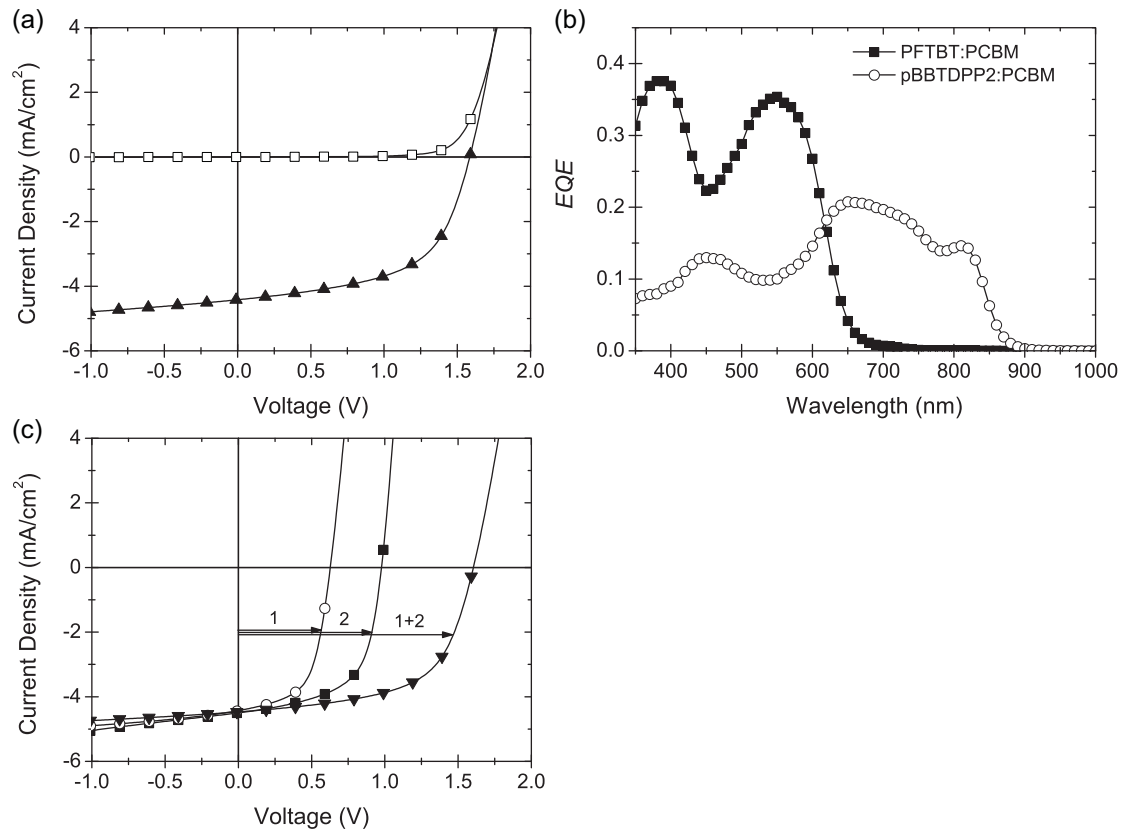 (a)
4
2
0
-2
-4
-6
Current Density (mA/cm²)
-1.0 -0.5 0.0 0.5 1.0 1.5 2.0
Voltage (V)
(b)
PFTBT:PCBM
pBBTDPP2:PCBM
0.4
0.3
0.2
0.1
0.0
EQE
400 500 600 700 800 900 1000
Wavelength (nm)
(c)
4
2
0
-2
-4
-6
Current Density (mA/cm²)
1 2 1+2
-1.0 -0.5 0.0 0.5 1.0 1.5 2.0
Voltage (V)